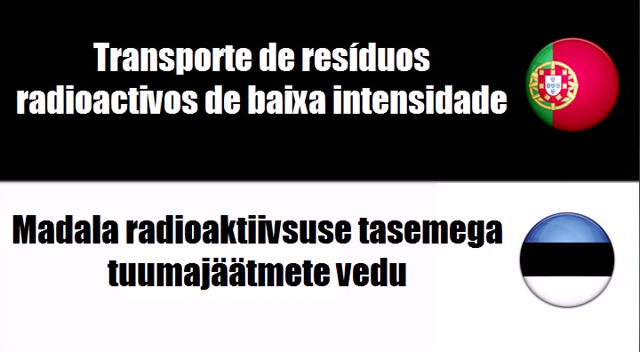 Transporte de resíduos
radioactivos de baixa intensidade
Madala radioaktiivsuse tasemega
tuumajäätmete vedu